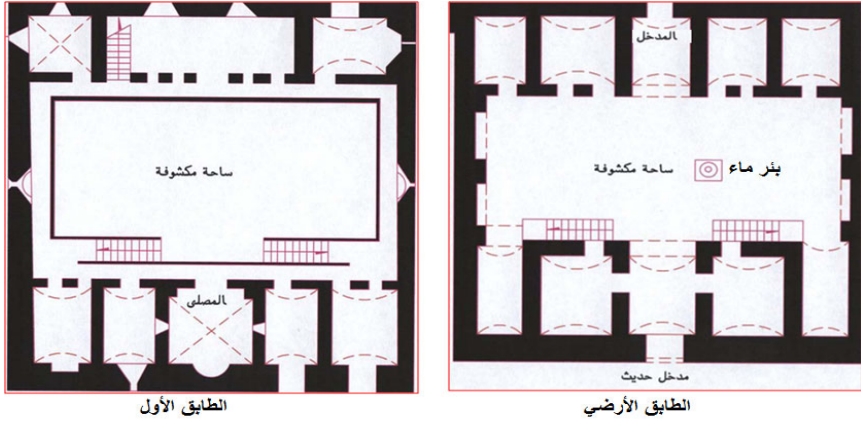 المدخل
ساحة مكشوفة
بئر ماء
مدخل حديث
الطابق الأرضي
ساحة مكشوفة
المصلى
الطابق الأول